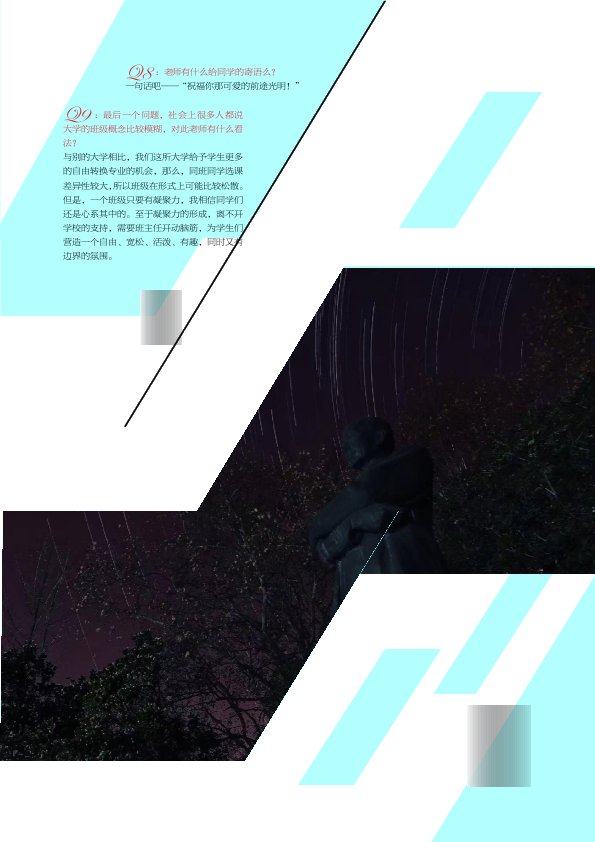 Q8：老师有什么给同学的寄语么？
一句话吧——“祝福你那可爱的前途光明！”
Q9：最后一个问题，社会上很多人都说
大学的班级概念比较模糊，对此老师有什么看
法？
与别的大学相比，我们这所大学给予学生更多
的自由转换专业的机会，那么，同班同学选课
差异性较大，所以班级在形式上可能比较松散。
但是，一个班级只要有凝聚力，我相信同学们
还是心系其中的。至于凝聚力的形成，离不开
学校的支持，需要班主任开动脑筋，为学生们
营造一个自由、宽松、活泼、有趣，同时又有
边界的氛围。